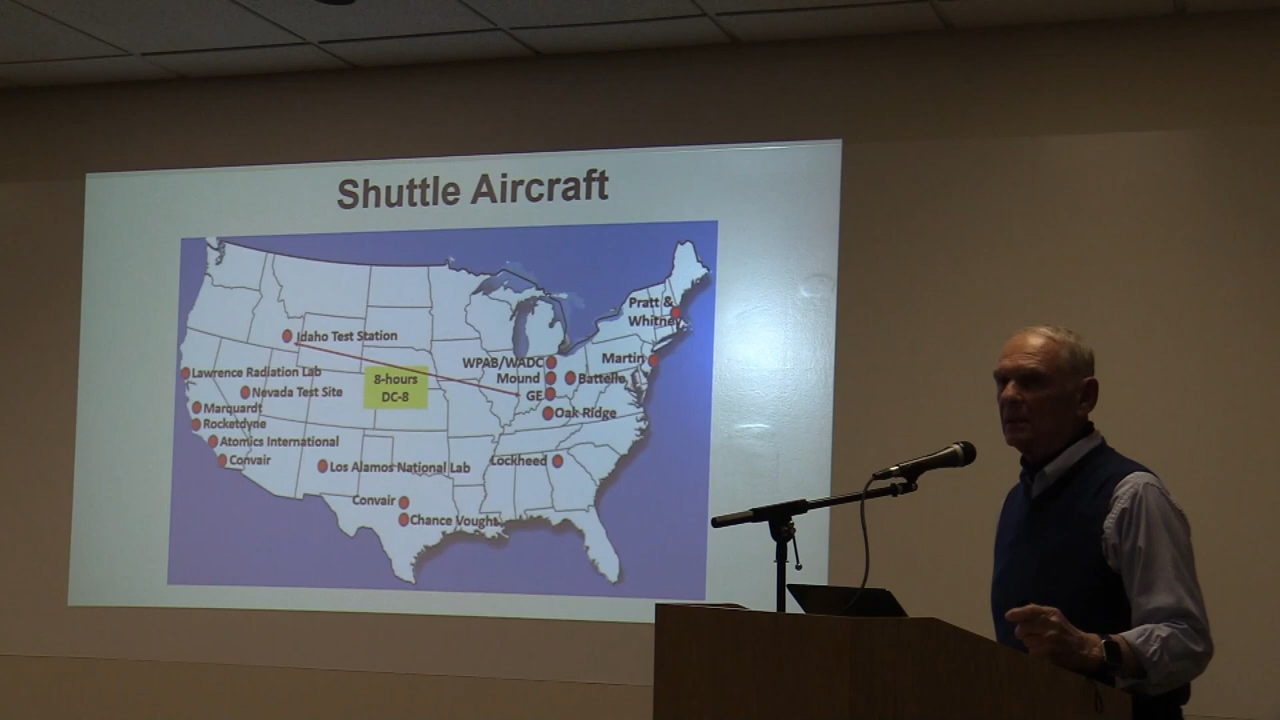 Shuttle Aircraft
Pratt &
Whitney
Idaho Test Station
Martin
WPAB/WADC
Lawrence Radiation Lab
8-hours
DC-8
Mound
Battelle
Nevada Test Site
GE
Marquardt
Oak Ridge
Rocketdyne
Atomics International
Convair
Los Alamos National Lab
Lockheed
Convair
Chance Vought